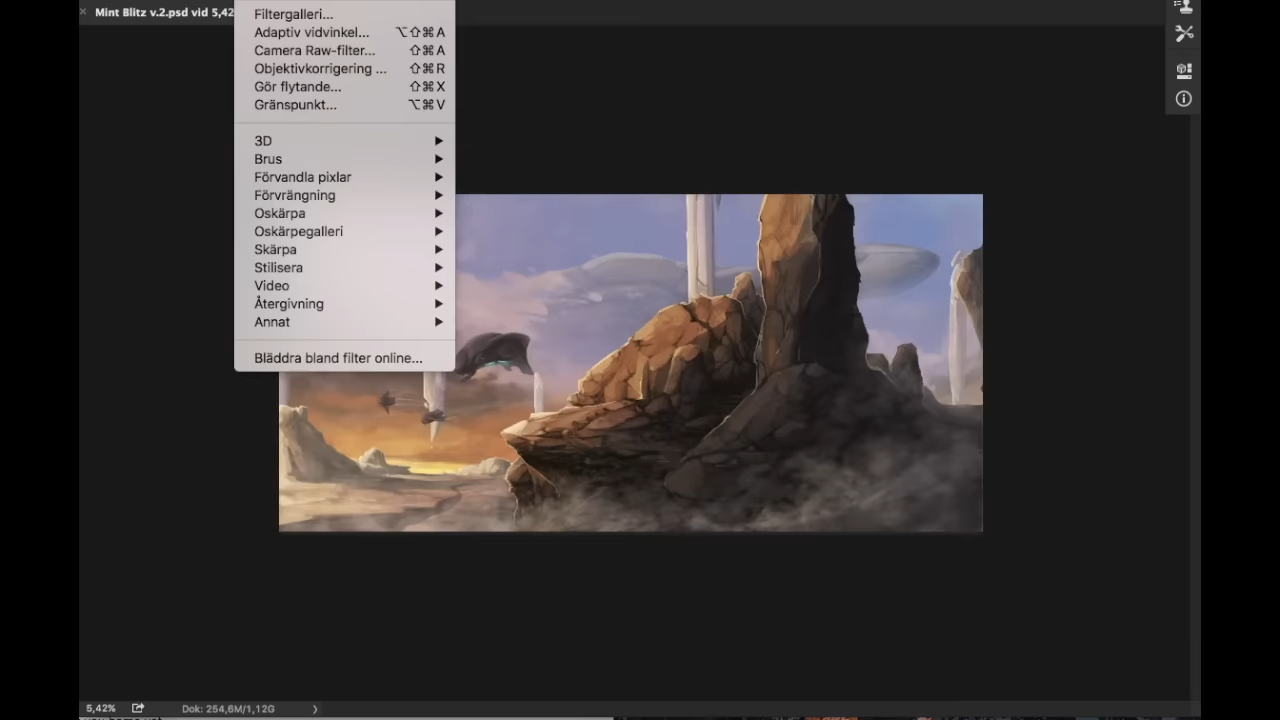 Mint Blitz v.2.psd vid 5,42
Filtergalleri...
Adaptiv vidvinkel... ⌥⇧⌘A
Camera Raw-filter... ⇧⌘A
Objektivkorrigering ... ⇧⌘R
Gör flytande... ⇧⌘X
Gränspunkt... ⌥⌘V
3D
Brus
Förvandla pixlar
Förvrängning
Oskärpa
Oskärpegalleri
Skärpa
Stilisera
Video
Återgivning
Annat
Bläddra bland filter online...
5,42% Dok: 254,6M/1,12G